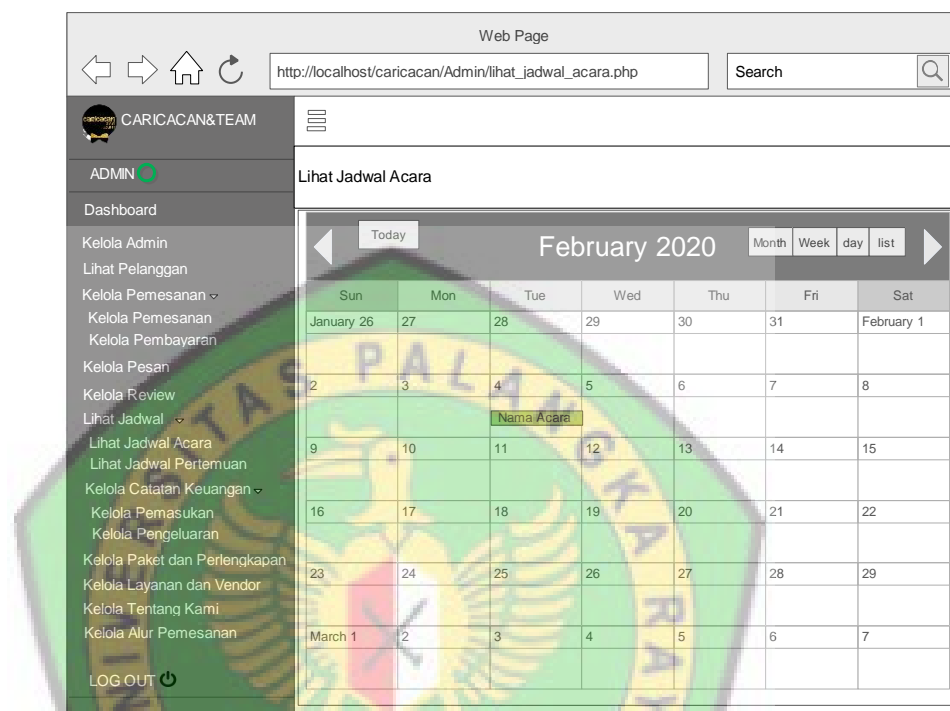 Web Page
http://localhost/caricacan/Admin/lihat_jadwal_acara.php
Search
CARICACAN&TEAM
ADMIN
Dashboard
Kelola Admin
Lihat Pelanggan
Kelola Pemesanan
Kelola Pemesanan
Kelola Pembayaran
Kelola Pesan
Kelola Review
Lihat Jadwal
Lihat Jadwal Acara
Lihat Jadwal Pertemuan
Kelola Catatan Keuangan
Kelola Pemasukan
Kelola Pengeluaran
Kelola Paket dan Perlengkapan
Kelola Layanan dan Vendor
Kelola Tentang Kami
Kelola Alur Pemesanan
LOG OUT
Lihat Jadwal Acara
Today February 2020 Month Week day list
Sun Mon Tue Wed Thu Fri Sat
January 26 27 28 29 30 31 February 1
2 3 4 5 6 7 8
Nama Acara
9 10 11 12 13 14 15
16 17 18 19 20 21 22
23 24 25 26 27 28 29
March 1 2 3 4 5 6 7